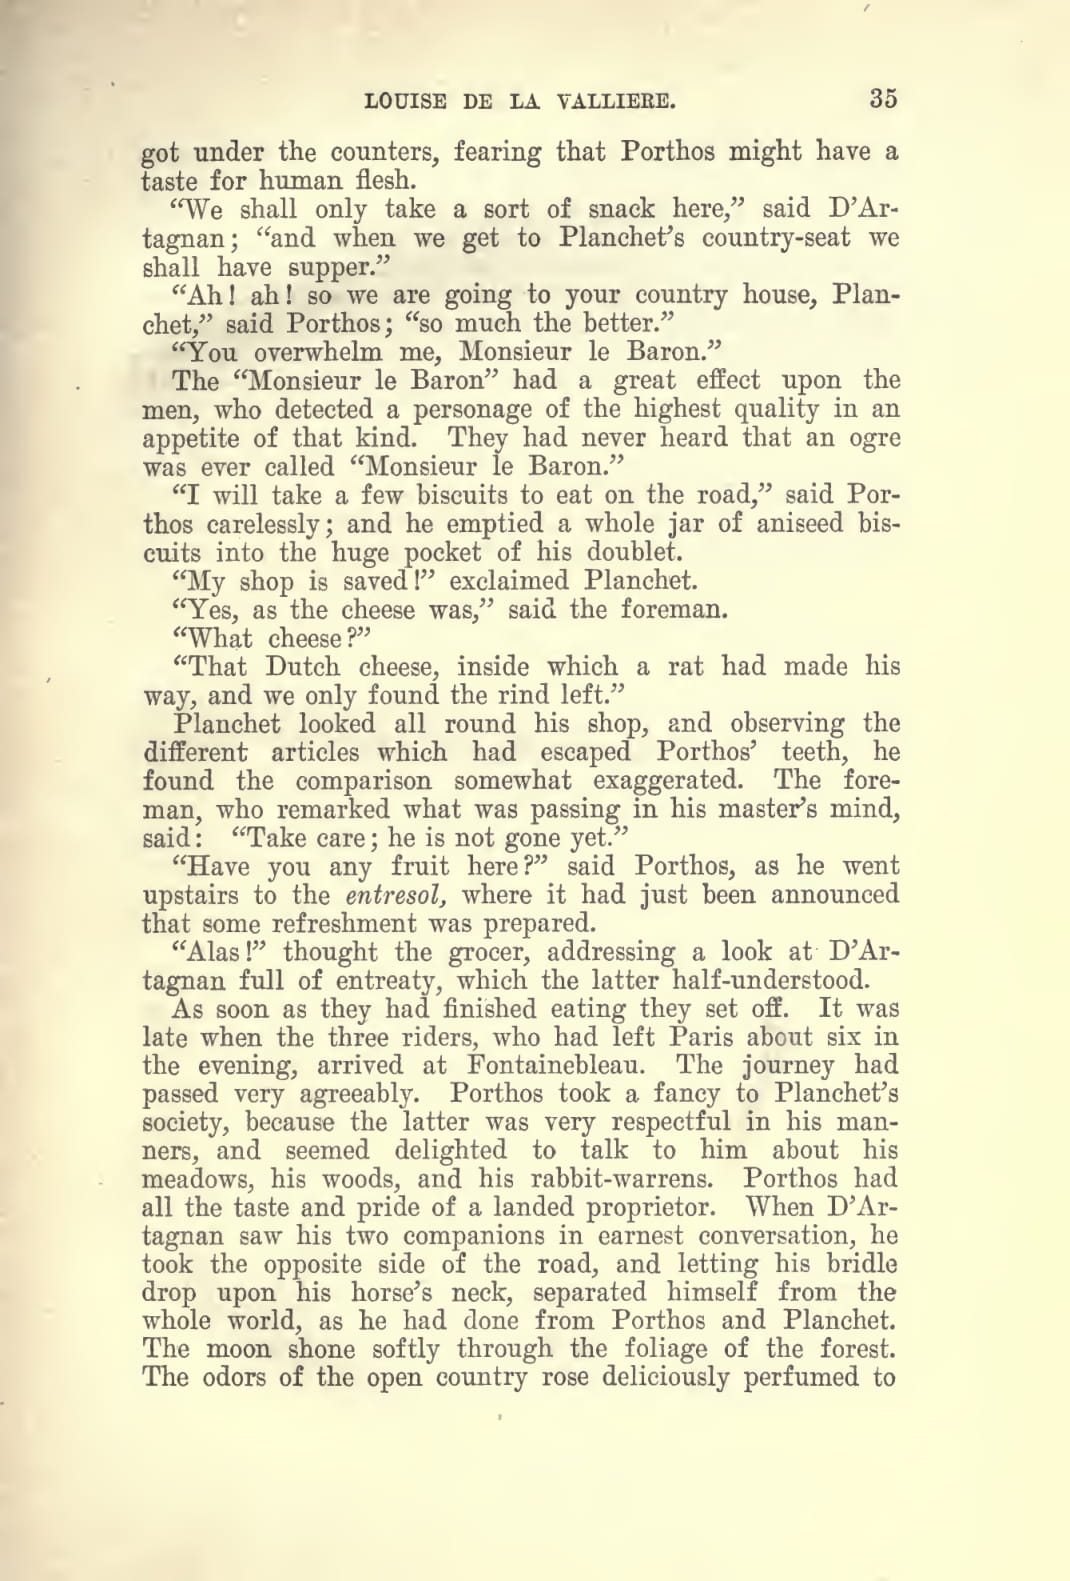 LOUISE DE LA VALLIERE. 35
got under the counters, fearing that Porthos might have a
taste for human flesh.
“We shall only take a sort of snack here,” said D’Ar-
tagnan; “and when we get to Planchet’s country-seat we
shall have supper.”
“Ah! ah! so we are going to your country house, Plan-
chet,” said Porthos; “so much the better.”
“You overwhelm me, Monsieur le Baron.”
The “Monsieur le Baron” had a great effect upon the
men, who detected a personage of the highest quality in an
appetite of that kind. They had never heard that an ogre
was ever called “Monsieur le Baron.”
“I will take a few biscuits to eat on the road,” said Por-
thos carelessly; and he emptied a whole jar of aniseed bis-
cuits into the huge pocket of his doublet.
“My shop is saved!” exclaimed Planchet.
“Yes, as the cheese was,” said the foreman.
“What cheese?”
“That Dutch cheese, inside which a rat had made his
way, and we only found the rind left.”
Planchet looked all round his shop, and observing the
different articles which had escaped Porthos’ teeth, he
found the comparison somewhat exaggerated. The fore-
man, who remarked what was passing in his master’s mind,
said: “Take care; he is not gone yet.”
“Have you any fruit here?” said Porthos, as he went
upstairs to the entresol, where it had just been announced
that some refreshment was prepared.
“Alas!” thought the grocer, addressing a look at D’Ar-
tagnan full of entreaty, which the latter half-understood.
As soon as they had finished eating they set off. It was
late when the three riders, who had left Paris about six in
the evening, arrived at Fontainebleau. The journey had
passed very agreeably. Porthos took a fancy to Planchet’s
society, because the latter was very respectful in his man-
ners, and seemed delighted to talk to him about his
meadows, his woods, and his rabbit-warrens. Porthos had
all the taste and pride of a landed proprietor. When D’Ar-
tagnan saw his two companions in earnest conversation, he
took the opposite side of the road, and letting his bridle
drop upon his horse’s neck, separated himself from the
whole world, as he had done from Porthos and Planchet.
The moon shone softly through the foliage of the forest.
The odors of the open country rose deliciously perfumed to